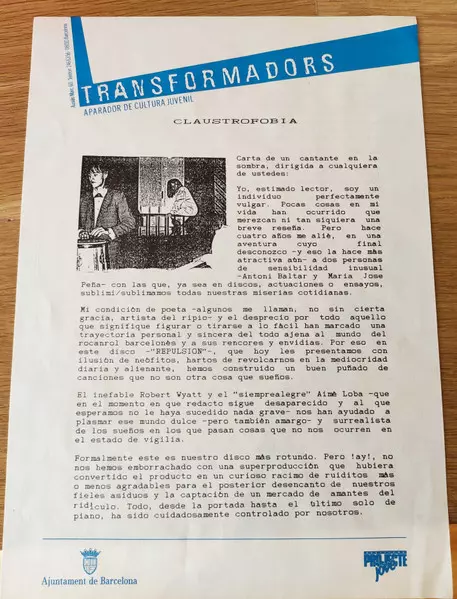 TRANSFORMADORS
APARADOR DE CULTURA JUVENIL
CLAUSTROFOBIA
Carta de un cantante en la
sombra, dirigida a cualquiera
de ustedes:
Yo, estimado lector, soy un
individuo perfectamente
vulgar. Pocas cosas en mi
vida han ocurrido que
merezcan ni tan siquiera una
breve reseña. Pero hace
cuatro años me alié, en una
aventura cuyo final
desconozco -y eso la hace más
atractiva aún- a dos personas
de sensibilidad inusual
-Antoni Baltar y Maria Jose
Peña- con las que, ya sea en discos, actuaciones o ensayos,
sublimi/sublimamos todas nuestras miserias cotidianas.
Mi condición de poeta -algunos me llaman, no sin cierta
gracia, artista del ripio- y el desprecio por todo aquello
que signifique figurar o tirarse a lo fácil han marcado una
trayectoria personal y sincera del todo ajena al mundo del
rocanrol barcelonés y a sus rencores y envidias. Por eso en
este disco -"REPULSION"-, que hoy les presentamos con
ilusión de neófitos, hartos de revolcarnos en la mediocridad
diaria y alienante, hemos construido un buen puñado de
canciones que no son otra cosa que sueños.
El inefable Robert Wyatt y el "siemprealegre" Aimé Loba -que
en el momento en que redacto sigue desaparecido y al que
esperamos no le haya sucedido nada grave- nos han ayudado a
plasmar ese mundo dulce -pero también amargo- y surrealista
de los sueños en los que pasan cosas que no nos ocurren en
el estado de vigilia.
Formalmente este es nuestro disco más rotundo. Pero !ay!, no
nos hemos emborrachado con una superproducción que hubiera
convertido el producto en un curioso racimo de ruiditos más
o menos agradables para el posterior desencanto de nuestros
fieles asiduos y la captación de un mercado de amantes del
ridículo. Todo, desde la portada hasta el último solo de
piano, ha sido cuidadosamente controlado por nosotros.
Ajuntament de Barcelona
PROJECTE
jove